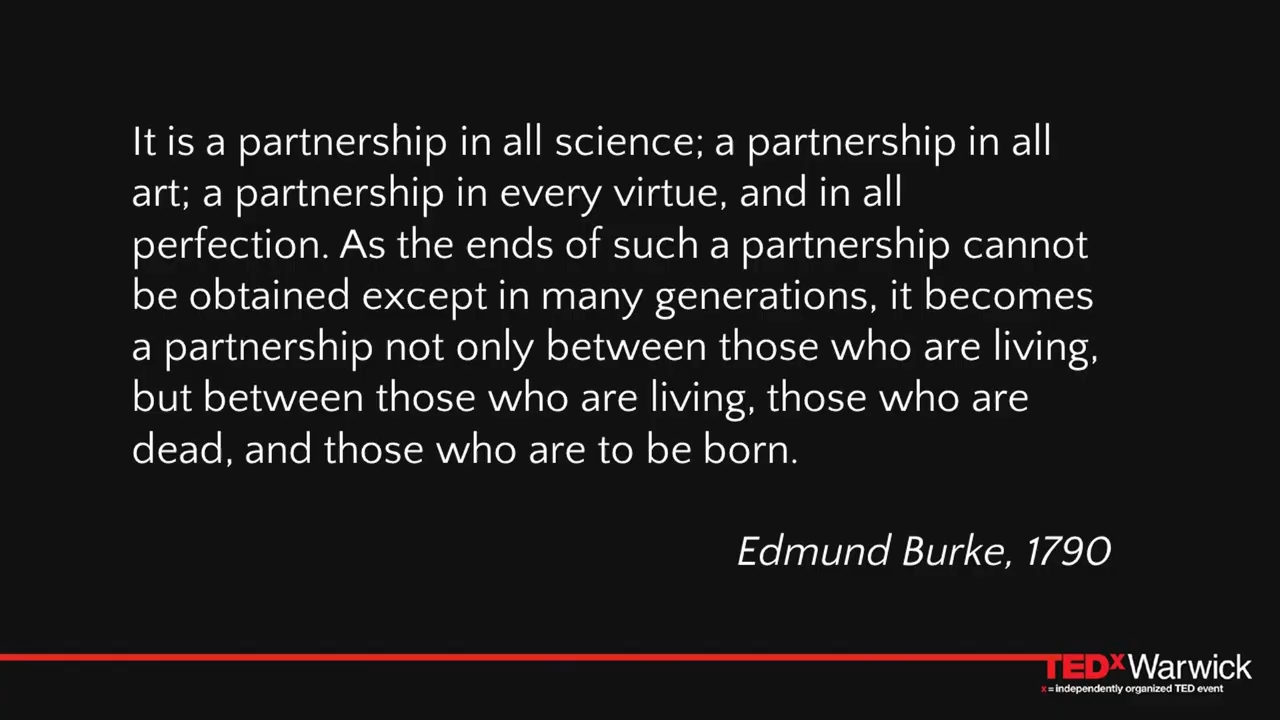 It is a partnership in all science; a partnership in all
art; a partnership in every virtue, and in all
perfection. As the ends of such a partnership cannot
be obtained except in many generations, it becomes
a partnership not only between those who are living,
but between those who are living, those who are
dead, and those who are to be born.
Edmund Burke, 1790
TEDxWarwick
x = independently organized TED event